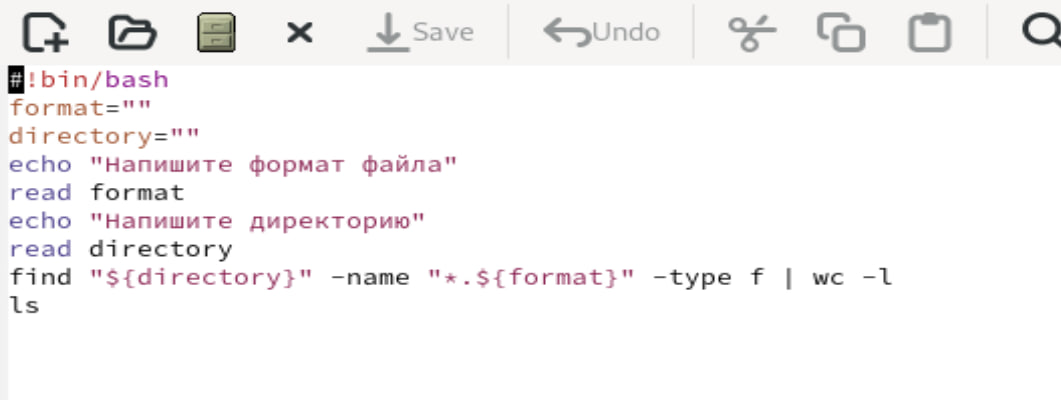 Save Undo
#!bin/bash
format=""
directory=""
echo "Напишите формат файла"
read format
echo "Напишите директорию"
read directory
find "${directory}" -name "*.${format}" -type f | wc -l
ls